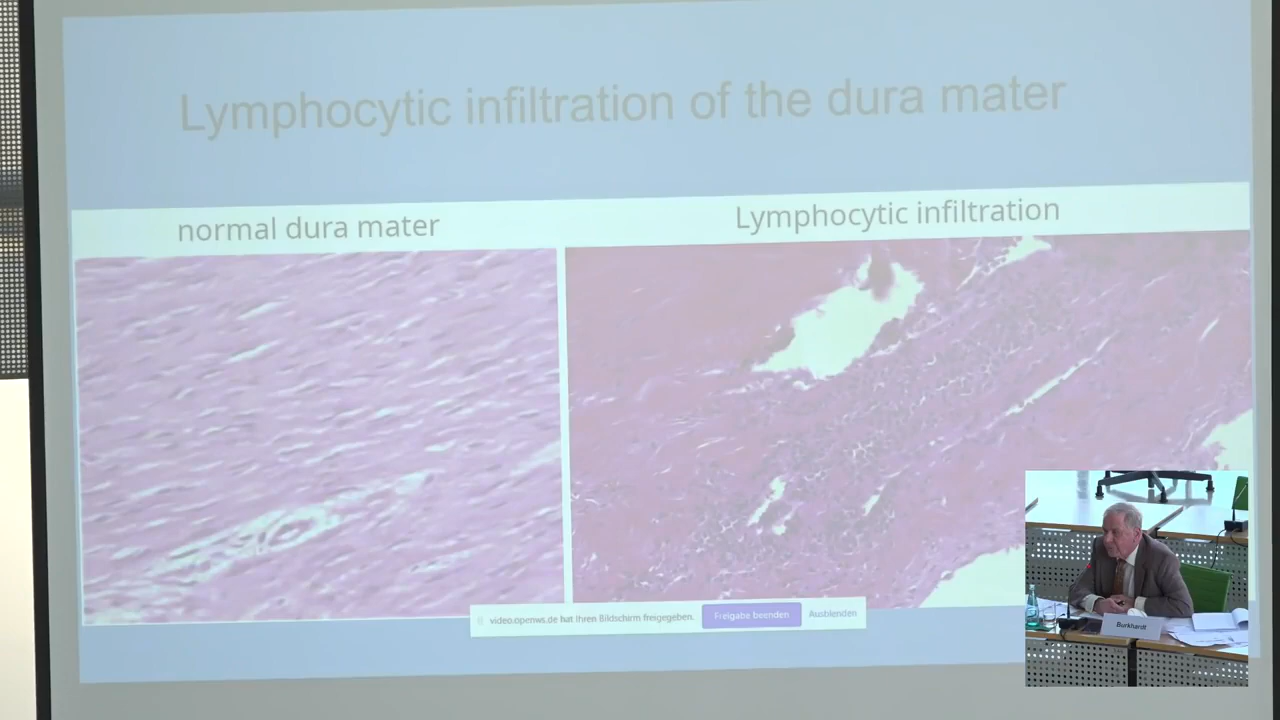 Lymphocytic infiltration of the dura mater
normal dura mater
Lymphocytic infiltration
video.openws.de hat Ihren Bildschirm freigegeben.
Freigabe beenden
Ausblenden
Burkhardt